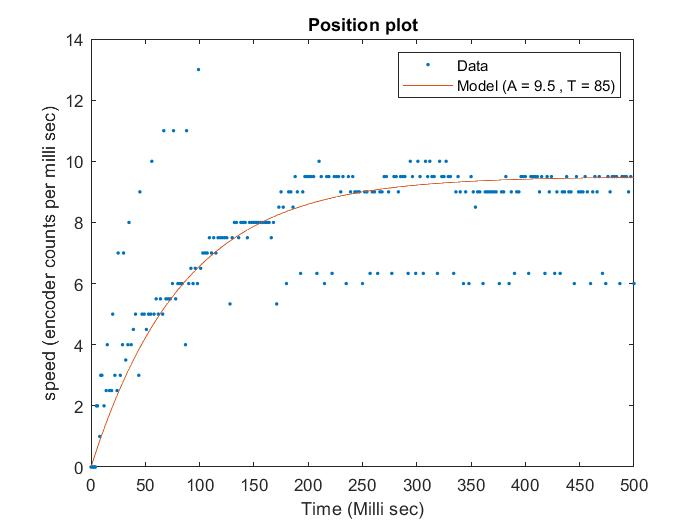 Position plot
14
12
10
8
6
4
2
0
speed (encoder counts per milli sec)
Data
Model (A = 9.5 , T = 85)
0 50 100 150 200 250 300 350 400 450 500
Time (Milli sec)